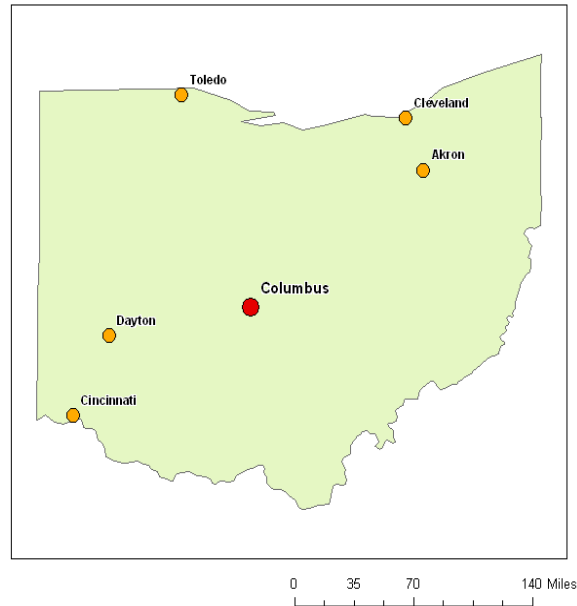 Toledo
Cleveland
Akron
Columbus
Dayton
Cincinnati
0 35 70 140 Miles